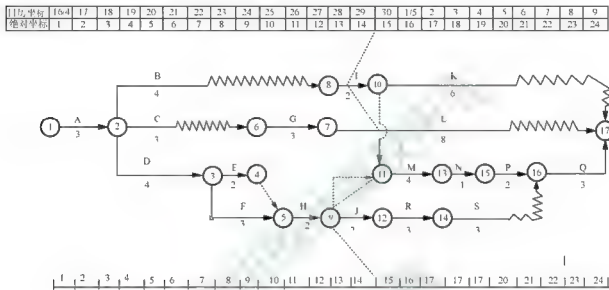 日历坐标 16/4 17 18 19 20 21 22 23 24 25 26 27 28 29 30 1/5 2 3 4 5 6 7 8 9
绝对坐标 1 2 3 4 5 6 7 8 9 10 11 12 13 14 15 16 17 18 19 20 21 22 23 24
B 8 I 10 K
4 2 6
1 A 2 C 6 G 7 L 17
3 3 3 8
D 3 E 4 11 M 13 N 15 P 16 Q
4 2 4 1 2 3
F 5 H 9 J 12 R 14 S
3 2 2 3 3
1 2 3 4 5 6 7 8 9 10 11 12 13 14 15 16 17 17 18 19 20 21 22 23 24